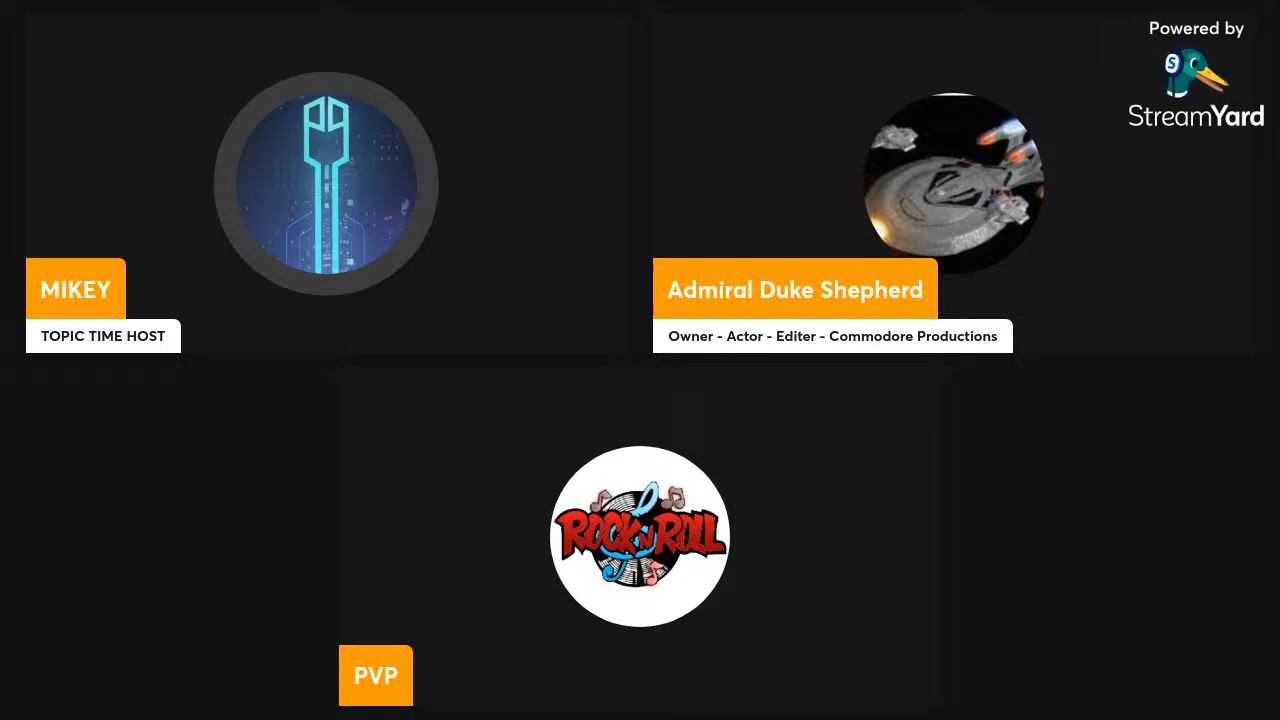 Powered by
S
StreamYard
MIKEY
TOPIC TIME HOST
Admiral Duke Shepherd
Owner - Actor - Editer - Commodore Productions
ROCK N ROLL
PVP